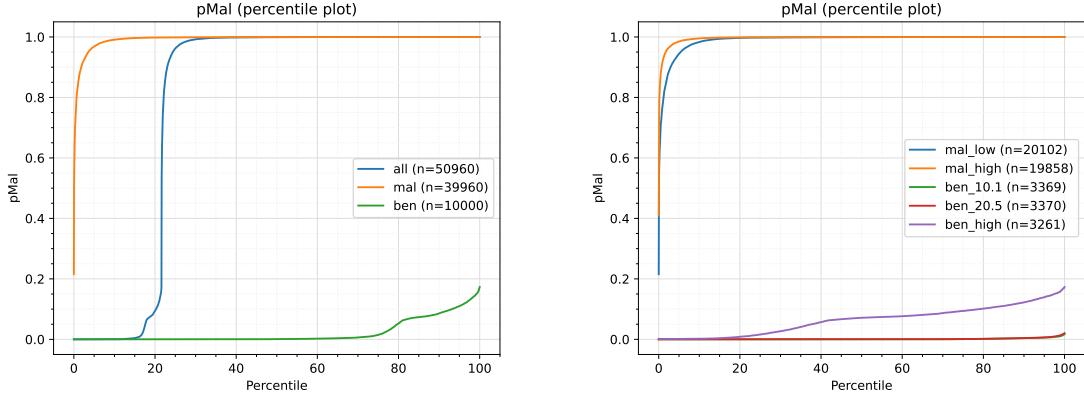 pMal (percentile plot)
1.0
0.8
0.6
0.4
0.2
0.0
pMal
all (n=50960)
mal (n=39960)
ben (n=10000)
0 20 40 60 80 100
Percentile
pMal (percentile plot)
1.0
0.8
0.6
0.4
0.2
0.0
pMal
mal_low (n=20102)
mal_high (n=19858)
ben_10.1 (n=3369)
ben_20.5 (n=3370)
ben_high (n=3261)
0 20 40 60 80 100
Percentile